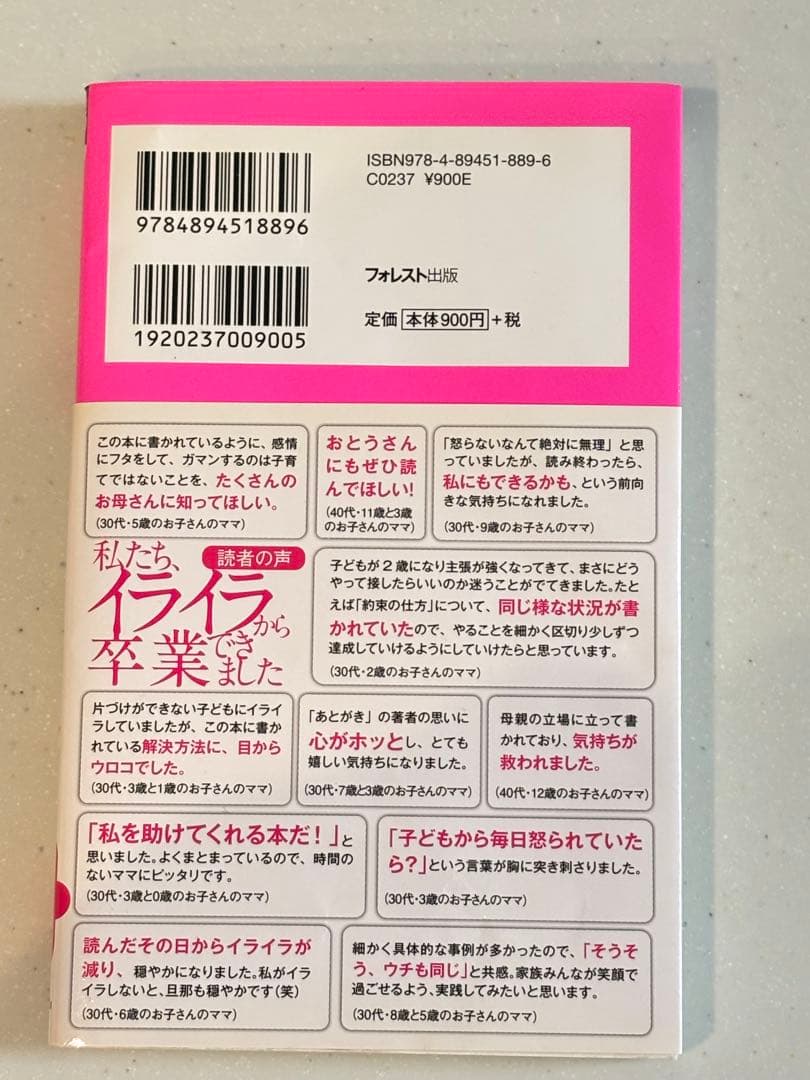 ISBN978-4-89451-889-6
C0237 ¥900E
9784894518896
フォレスト出版
定価 本体900円+税
1920237009005
この本に書かれているように、感情
にフタをして、ガマンするのは子育
てではないことを、たくさんの
お母さんに知ってほしい。
(30代・5歳のお子さんのママ)
おとうさん
にもぜひ読
んでほしい!
(40代・11歳と3歳
のお子さんのママ)
「怒らないなんて絶対に無理」と思
っていましたが、読み終わったら、
私にもできるかも、という前向
きな気持ちになれました。
(30代・9歳のお子さんのママ)
読者の声
私たち、
イライラから
卒業できました
子どもが2歳になり主張が強くなってきて、まさにどう
やって接したらいいのか迷うことがでてきました。たと
えば「約束の仕方」について、同じ様な状況が書
かれていたので、やることを細かく区切り少しずつ
達成していけるようにしていけたらと思っています。
(30代・2歳のお子さんのママ)
片づけができない子どもにイライ
ラしていましたが、この本に書か
れている解決方法に、目から
ウロコでした。
(30代・3歳と1歳のお子さんのママ)
「あとがき」の著者の思いに
心がホッとし、とても
嬉しい気持ちになりました。
(30代・7歳と3歳のお子さんのママ)
母親の立場に立って書
かれており、気持ちが
救われました。
(40代・12歳のお子さんのママ)
「私を助けてくれる本だ!」と
思いました。よくまとまっているので、時間の
ないママにピッタリです。
(30代・3歳と0歳のお子さんのママ)
「子どもから毎日怒られていた
ら?」という言葉が胸に突き刺さりました。
(30代・3歳のお子さんのママ)
読んだその日からイライラが
減り、穏やかになりました。私がイラ
イラしないと、旦那も穏やかです(笑)
(30代・6歳のお子さんのママ)
細かく具体的な事例が多かったので、「そうそ
う、ウチも同じ」と共感。家族みんなが笑顔で
過ごせるよう、実践してみたいと思います。
(30代・8歳と5歳のお子さんのママ)